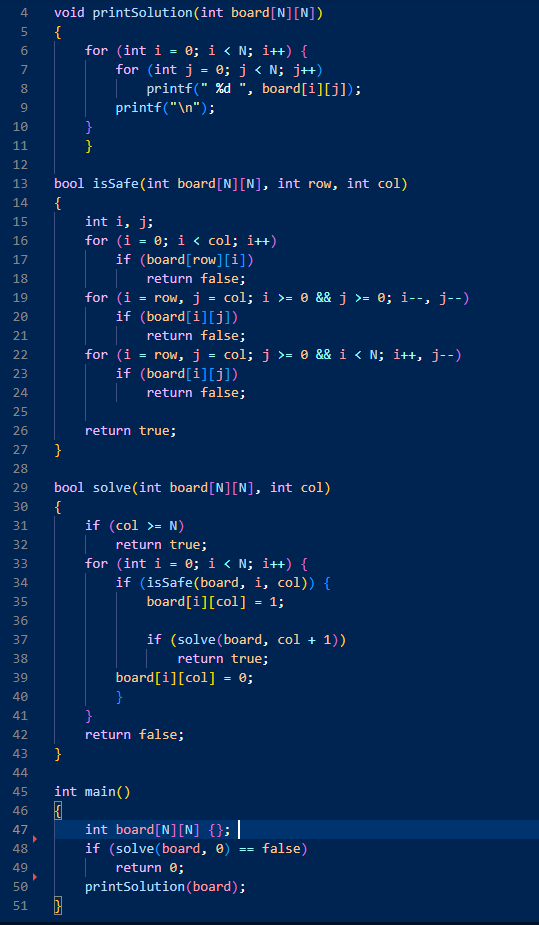 4 void printSolution(int board[N][N])
5 {
6     for (int i = 0; i < N; i++) {
7         for (int j = 0; j < N; j++)
8             printf(" %d ", board[i][j]);
9         printf("\n");
10     }
11     }
12
13 bool isSafe(int board[N][N], int row, int col)
14 {
15     int i, j;
16     for (i = 0; i < col; i++)
17         if (board[row][i])
18             return false;
19     for (i = row, j = col; i >= 0 && j >= 0; i--, j--)
20         if (board[i][j])
21             return false;
22     for (i = row, j = col; j >= 0 && i < N; i++, j--)
23         if (board[i][j])
24             return false;
25
26     return true;
27 }
28
29 bool solve(int board[N][N], int col)
30 {
31     if (col >= N)
32         return true;
33     for (int i = 0; i < N; i++) {
34         if (isSafe(board, i, col)) {
35             board[i][col] = 1;
36
37             if (solve(board, col + 1))
38                 return true;
39         board[i][col] = 0;
40         }
41     }
42     return false;
43 }
44
45 int main()
46 {
47     int board[N][N] {};
48     if (solve(board, 0) == false)
49         return 0;
50     printSolution(board);
51 }